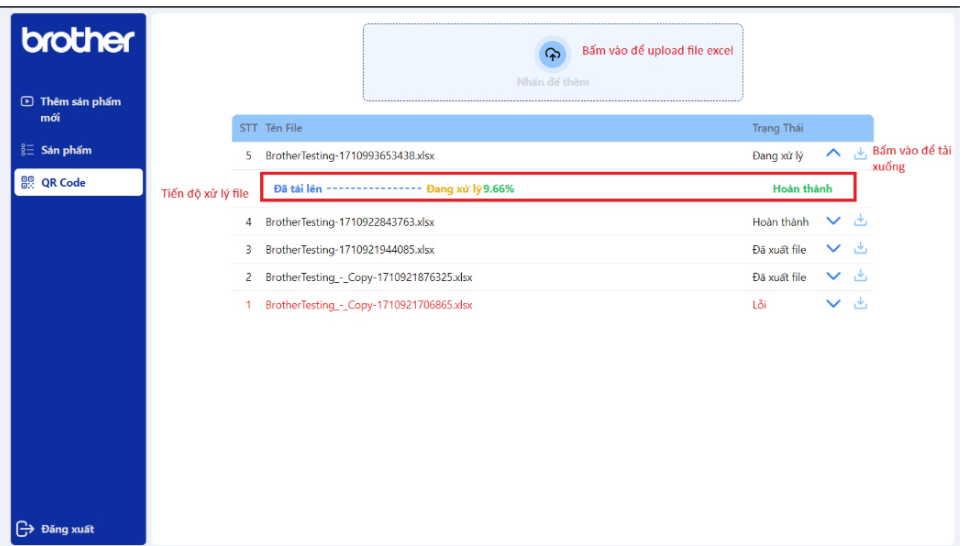 brother
Thêm sản phẩm
mới
Sản phẩm
QR Code
Đăng xuất
Bấm vào để upload file excel
Nhấn để thêm
STT Tên File Trạng Thái
5 BrotherTesting-1710993653438.xlsx Đang xử lý
Bấm vào để tải
xuống
Tiến độ xử lý file
Đã tải lên ---------------- Đang xử lý 9.66% Hoàn thành
4 BrotherTesting-1710922843763.xlsx Hoàn thành
3 BrotherTesting-1710921944085.xlsx Đã xuất file
2 BrotherTesting_-_Copy-1710921876325.xlsx Đã xuất file
1 BrotherTesting_-_Copy-1710921706865.xlsx Lỗi